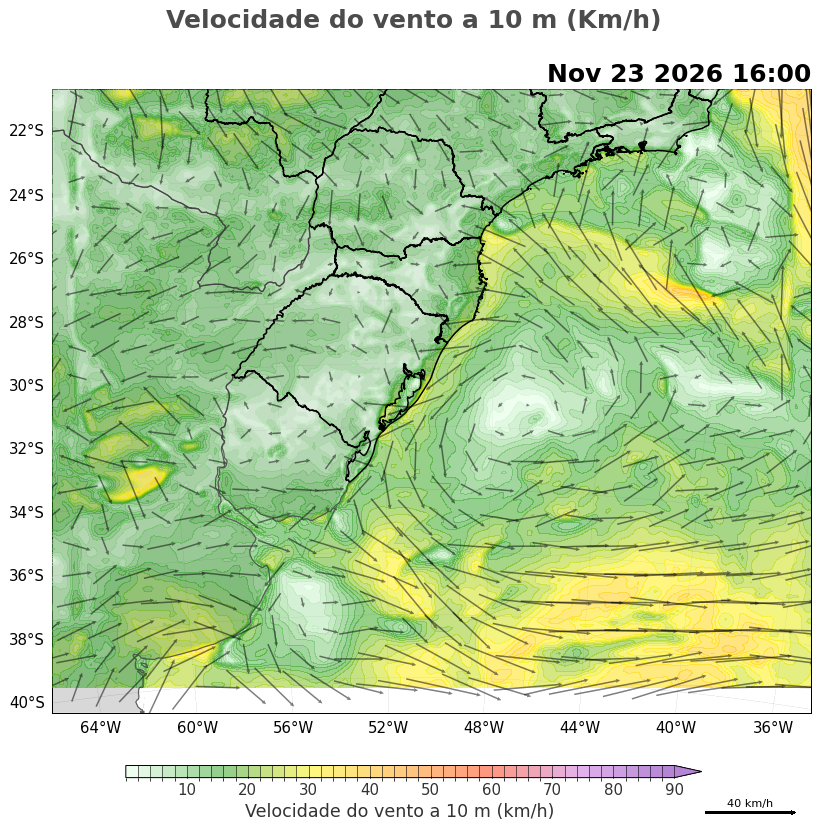 Velocidade do vento a 10 m (Km/h)
Nov 23 2026 16:00
22°S
24°S
26°S
28°S
30°S
32°S
34°S
36°S
38°S
40°S
64°W 60°W 56°W 52°W 48°W 44°W 40°W 36°W
10 20 30 40 50 60 70 80 90
Velocidade do vento a 10 m (km/h)
40 km/h